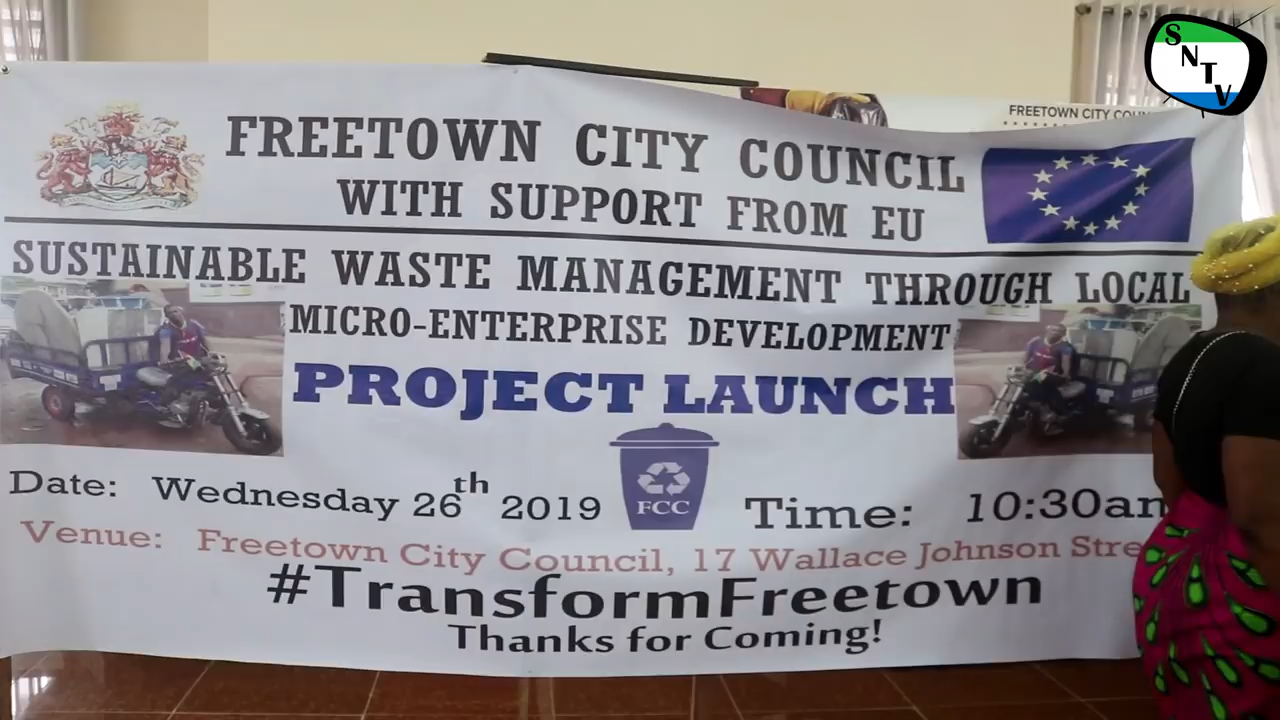 SNTV
FREETOWN CITY
FREETOWN CITY COUNCIL
WITH SUPPORT FROM EU
SUSTAINABLE WASTE MANAGEMENT THROUGH LOCAL
MICRO-ENTERPRISE DEVELOPMENT
PROJECT LAUNCH
FCC
Date: Wednesday 26th 2019 Time: 10:30am
Venue: Freetown City Council, 17 Wallace Johnson Stre
#TransformFreetown
Thanks for Coming!